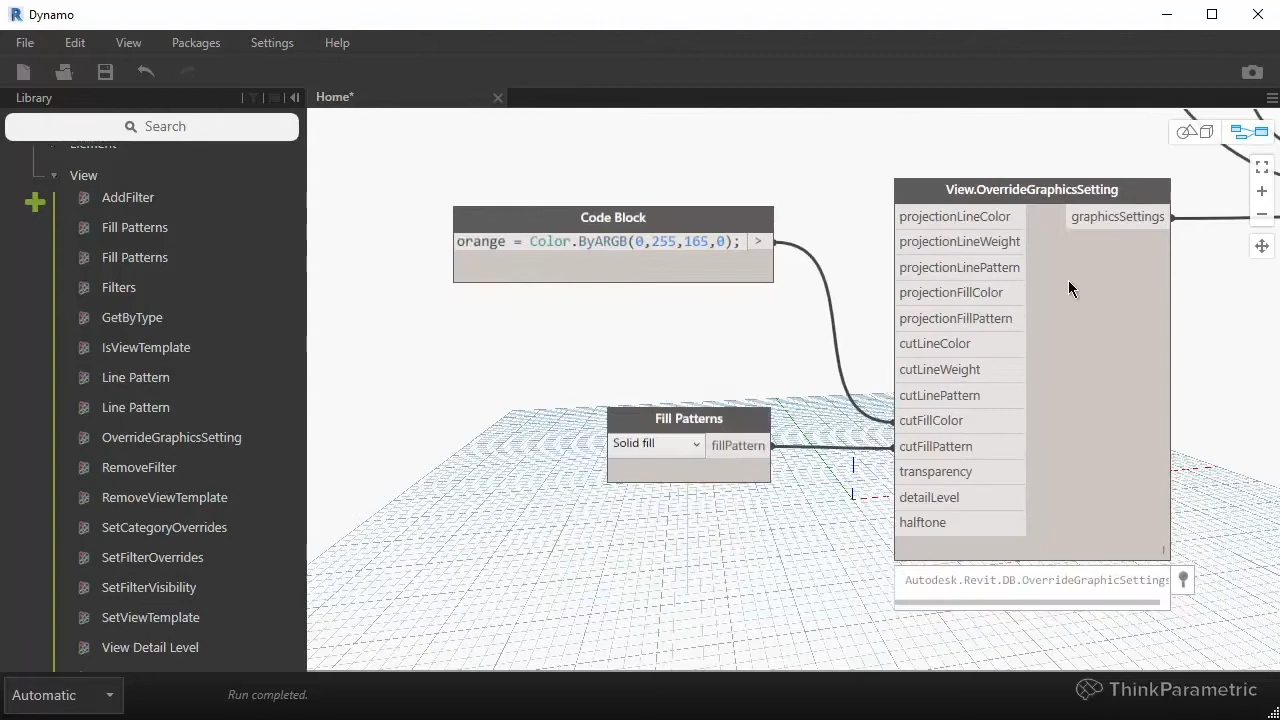 Dynamo
File Edit View Packages Settings Help
Library
Home*
Search
Element
View
AddFilter
Fill Patterns
Fill Patterns
Filters
GetByType
IsViewTemplate
Line Pattern
Line Pattern
OverrideGraphicsSetting
RemoveFilter
RemoveViewTemplate
SetCategoryOverrides
SetFilterOverrides
SetFilterVisibility
SetViewTemplate
View Detail Level
Code Block
orange = Color.ByARGB(0,255,165,0); >
Fill Patterns
Solid fill fillPattern
View.OverrideGraphicsSetting
projectionLineColor graphicsSettings
projectionLineWeight
projectionLinePattern
projectionFillColor
projectionFillPattern
cutLineColor
cutLineWeight
cutLinePattern
cutFillColor
cutFillPattern
transparency
detailLevel
halftone
Autodesk.Revit.DB.OverrideGraphicSettings
Automatic Run completed.
ThinkParametric